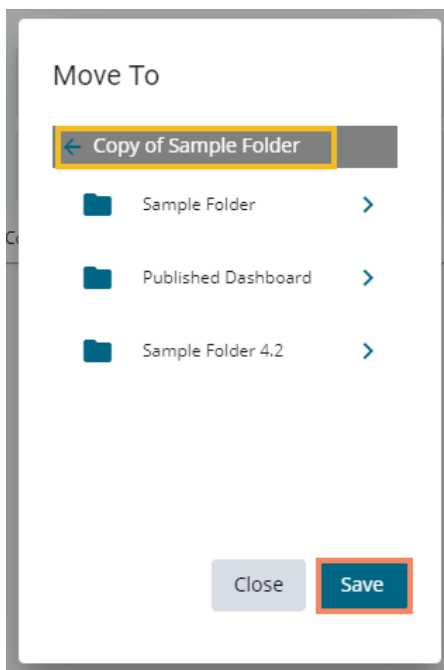 Move To
Copy of Sample Folder
Sample Folder
Published Dashboard
Sample Folder 4.2
Close Save